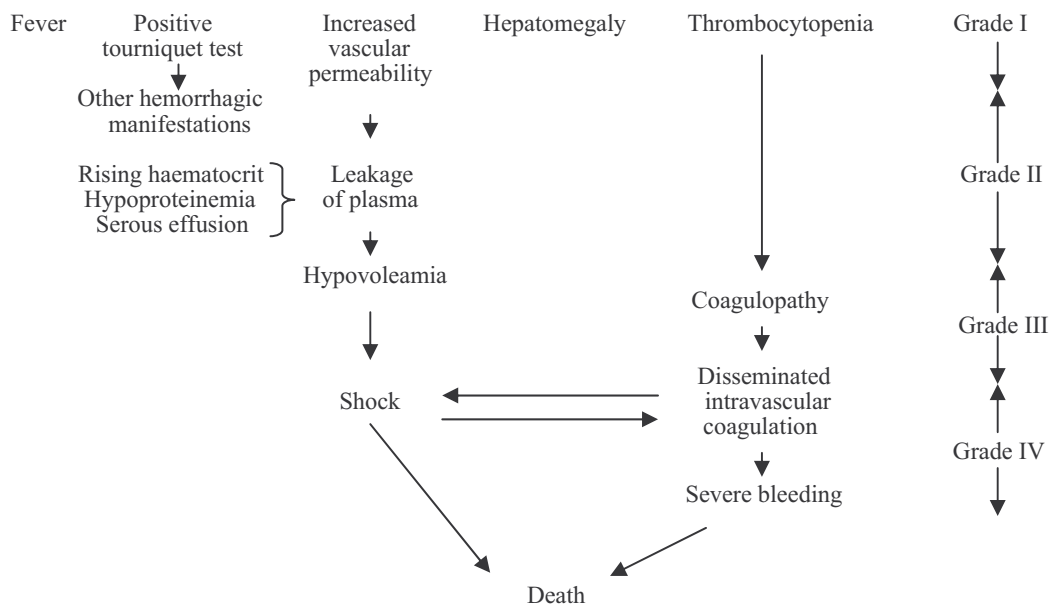 Fever
Positive
tourniquet test
Increased
vascular
permeability
Hepatomegaly
Thrombocytopenia
Grade I
Other hemorrhagic
manifestations
Rising haematocrit
Hypoproteinemia
Serous effusion
Leakage
of plasma
Grade II
Hypovoleamia
Coagulopathy
Grade III
Shock
Disseminated
intravascular
coagulation
Grade IV
Severe bleeding
Death